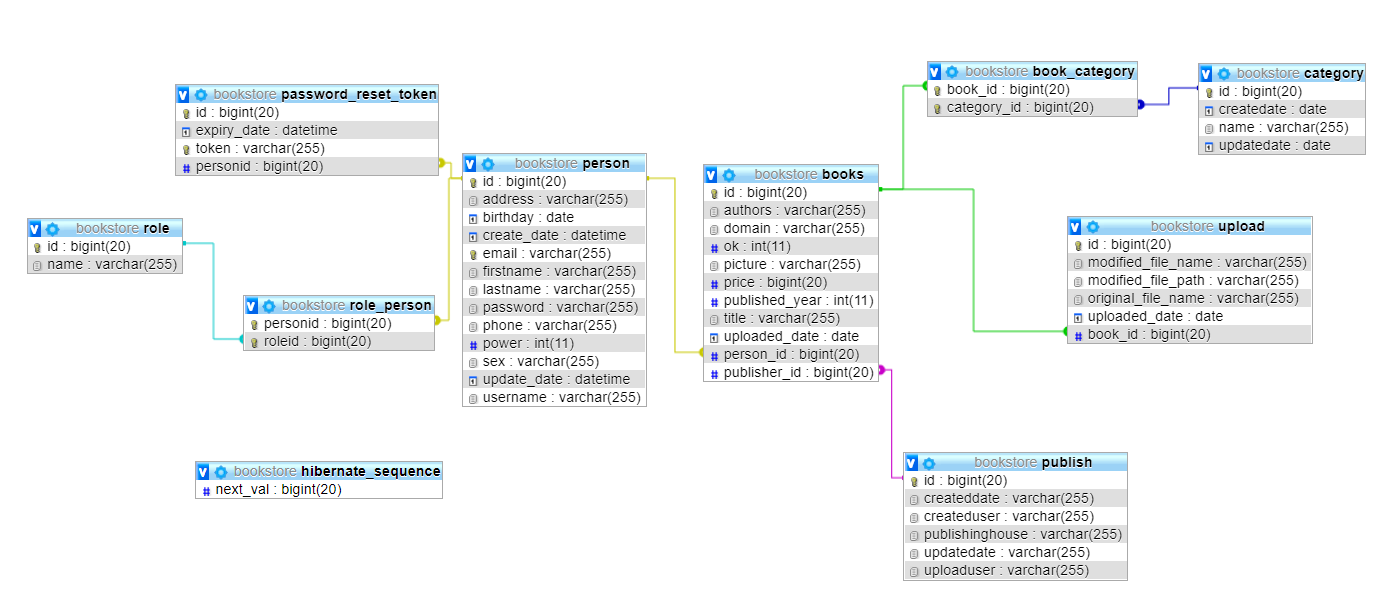 bookstore password_reset_token
id : bigint(20)
expiry_date : datetime
token : varchar(255)
personid : bigint(20)
bookstore role
id : bigint(20)
name : varchar(255)
bookstore role_person
personid : bigint(20)
roleid : bigint(20)
bookstore hibernate_sequence
next_val : bigint(20)
bookstore person
id : bigint(20)
address : varchar(255)
birthday : date
create_date : datetime
email : varchar(255)
firstname : varchar(255)
lastname : varchar(255)
password : varchar(255)
phone : varchar(255)
power : int(11)
sex : varchar(255)
update_date : datetime
username : varchar(255)
bookstore books
id : bigint(20)
authors : varchar(255)
domain : varchar(255)
ok : int(11)
picture : varchar(255)
price : bigint(20)
published_year : int(11)
title : varchar(255)
uploaded_date : date
person_id : bigint(20)
publisher_id : bigint(20)
bookstore book_category
book_id : bigint(20)
category_id : bigint(20)
bookstore category
id : bigint(20)
createdate : date
name : varchar(255)
updatedate : date
bookstore upload
id : bigint(20)
modified_file_name : varchar(255)
modified_file_path : varchar(255)
original_file_name : varchar(255)
uploaded_date : date
book_id : bigint(20)
bookstore publish
id : bigint(20)
createddate : varchar(255)
createduser : varchar(255)
publishinghouse : varchar(255)
updatedate : varchar(255)
uploaduser : varchar(255)